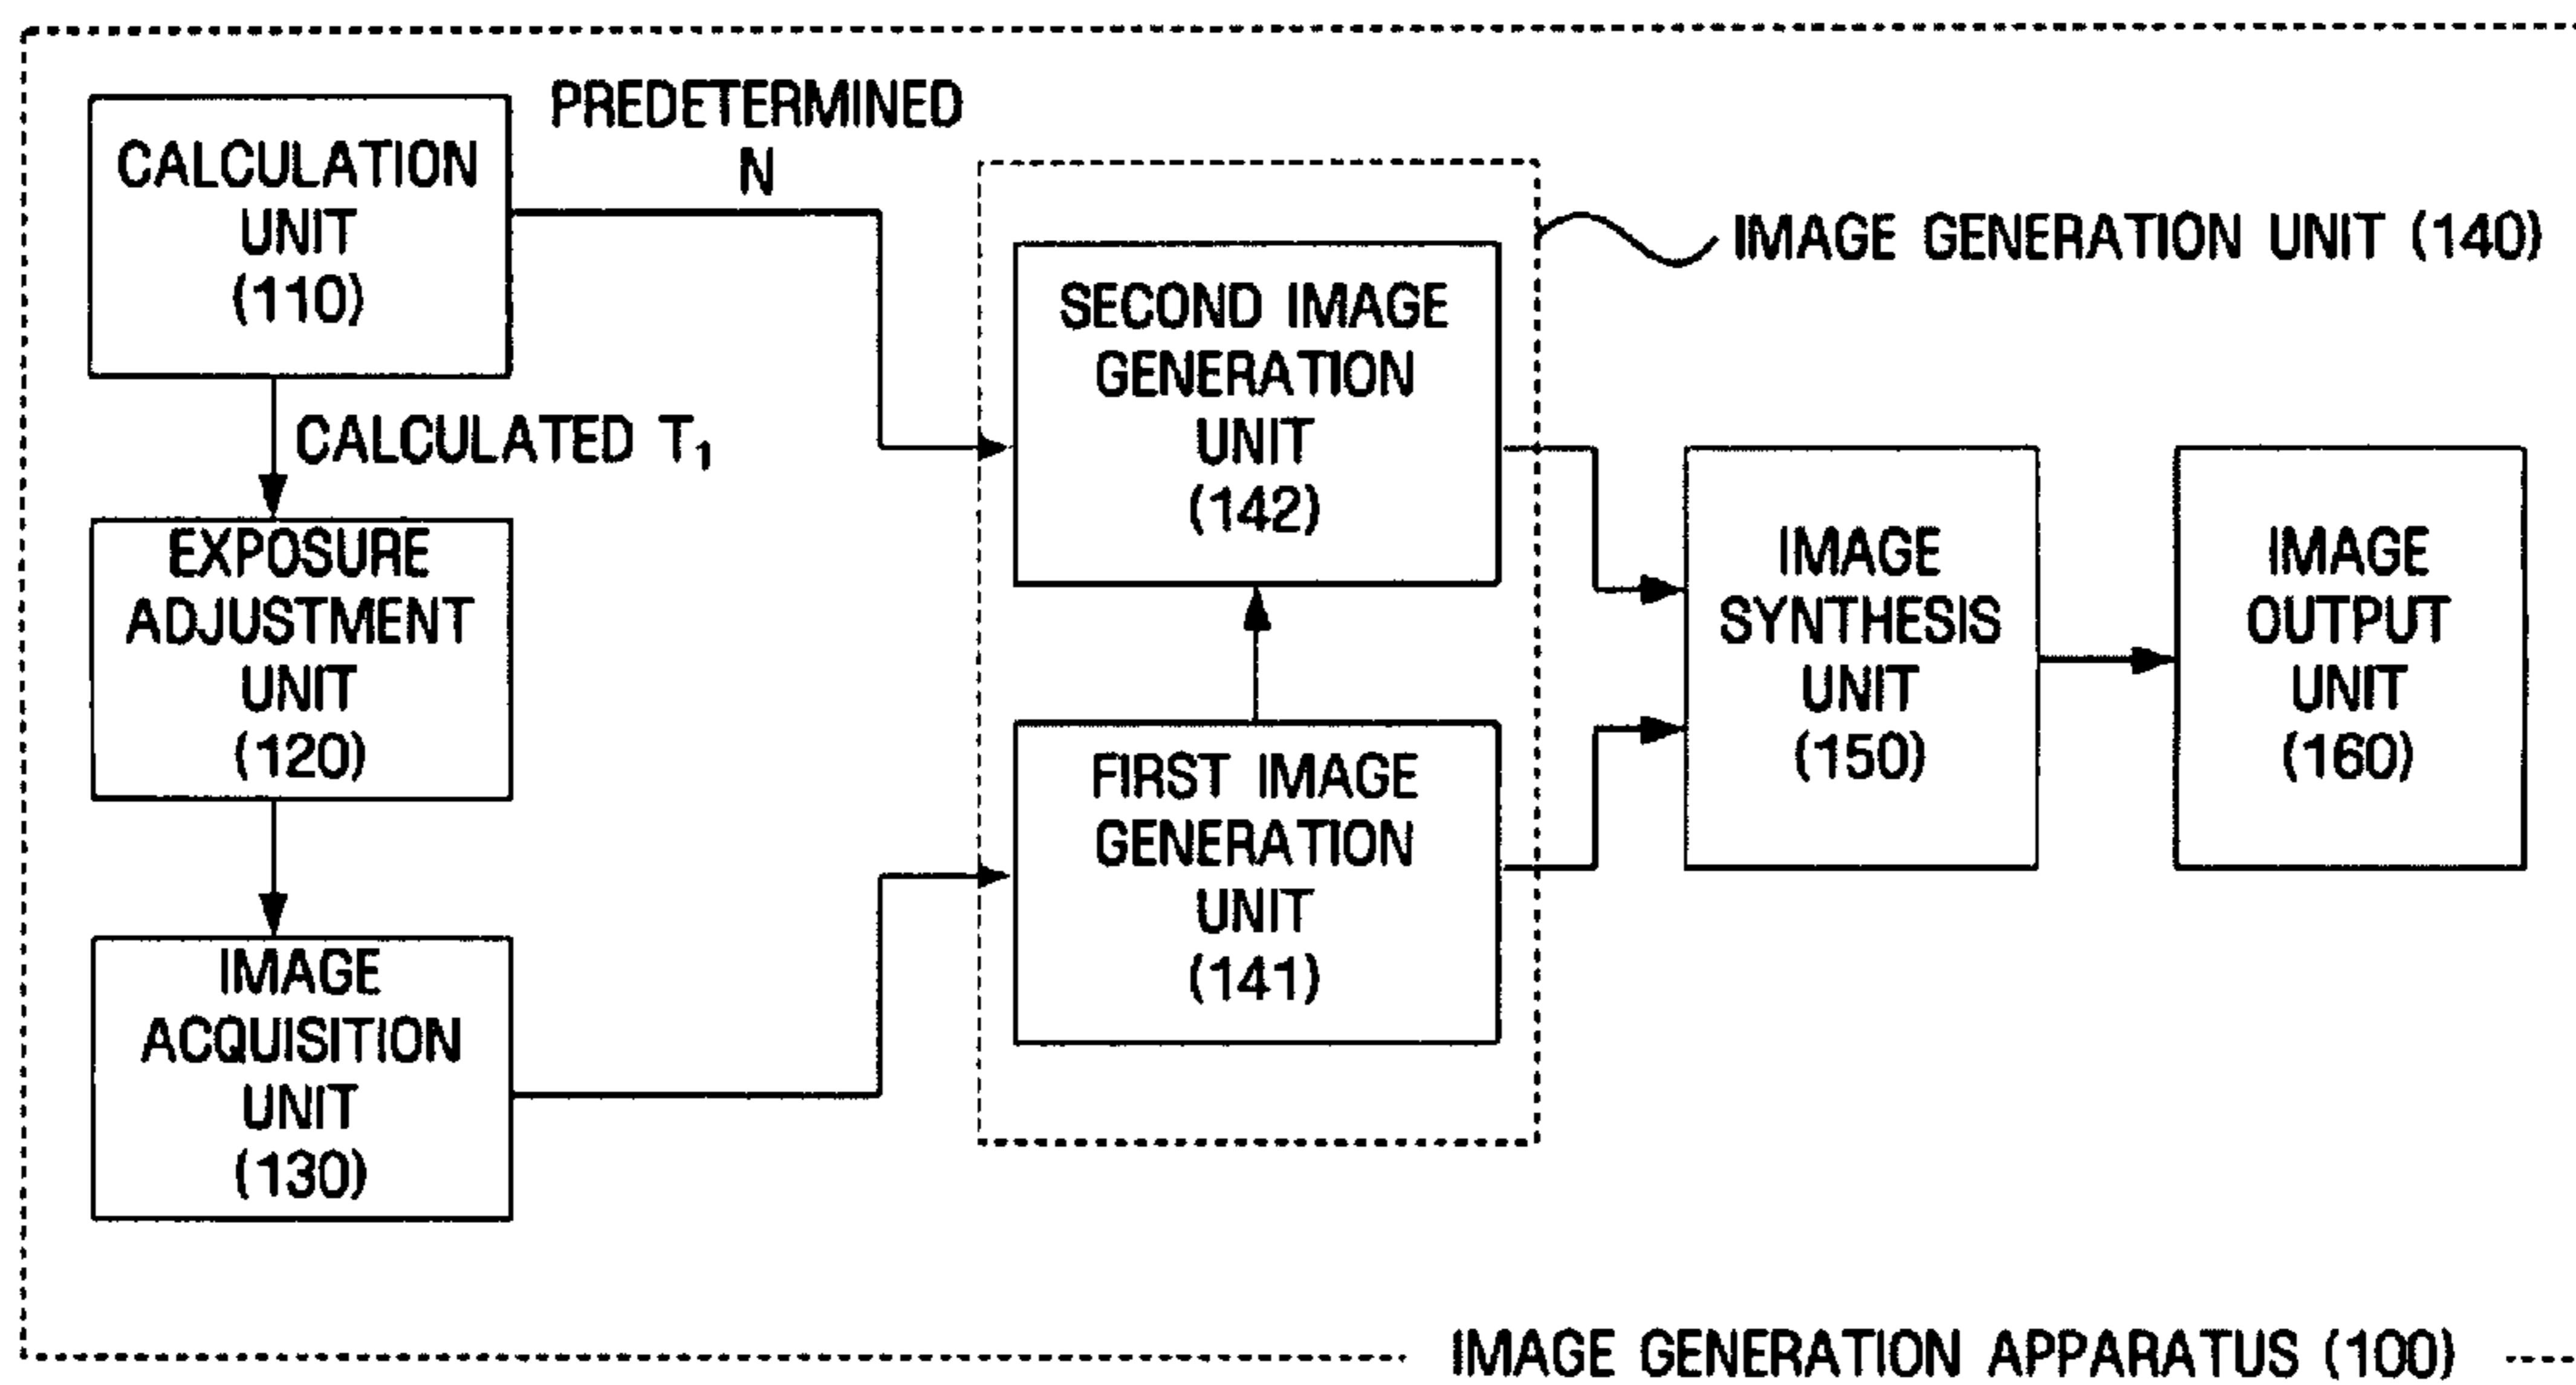 PREDETERMINED
N
CALCULATION
UNIT
(110)
CALCULATED T₁
EXPOSURE
ADJUSTMENT
UNIT
(120)
IMAGE
ACQUISITION
UNIT
(130)
IMAGE GENERATION UNIT (140)
SECOND IMAGE
GENERATION
UNIT
(142)
FIRST IMAGE
GENERATION
UNIT
(141)
IMAGE
SYNTHESIS
UNIT
(150)
IMAGE
OUTPUT
UNIT
(160)
IMAGE GENERATION APPARATUS (100)